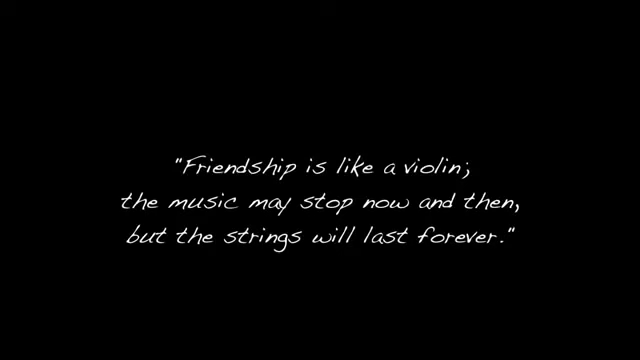 "Friendship is like a violin;
the music may stop now and then,
but the strings will last forever."